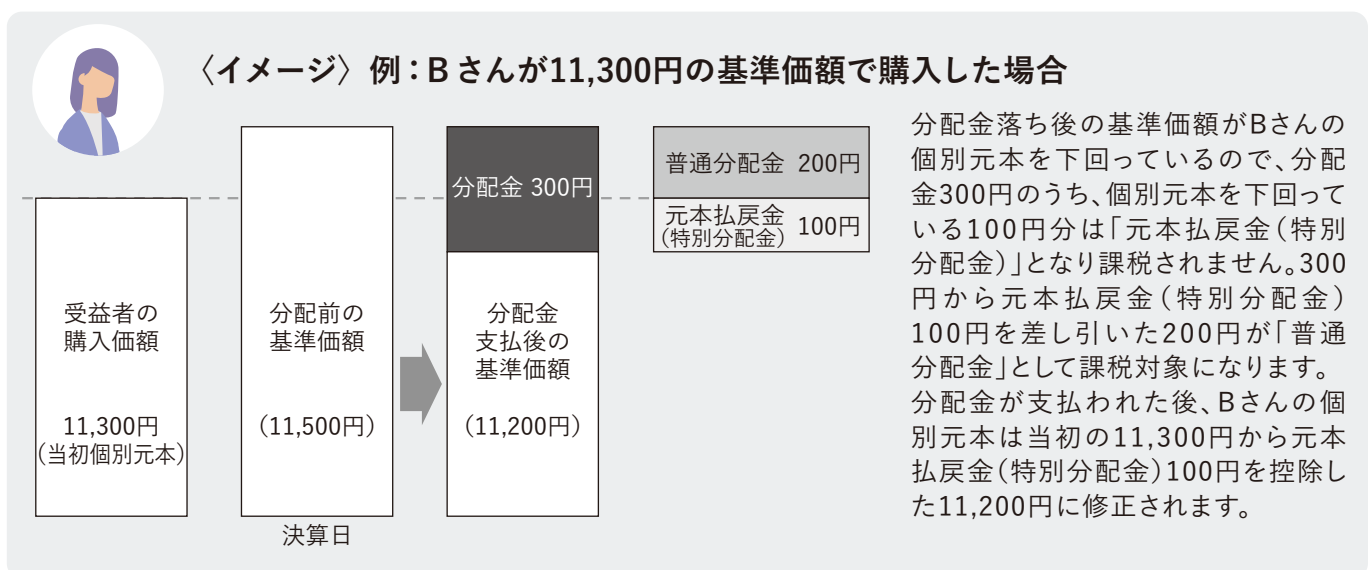 〈イメージ〉例：Bさんが11,300円の基準価額で購入した場合
受益者の
購入価額
11,300円
(当初個別元本)
分配前の
基準価額
(11,500円)
決算日
分配金 300円
分配金
支払後の
基準価額
(11,200円)
普通分配金 200円
元本払戻金
(特別分配金) 100円
分配金落ち後の基準価額がBさんの
個別元本を下回っているので、分配
金300円のうち、個別元本を下回って
いる100円分は「元本払戻金(特別
分配金)」となり課税されません。300
円から元本払戻金(特別分配金)
100円を差し引いた200円が「普通
分配金」として課税対象になります。
分配金が支払われた後、Bさんの個
別元本は当初の11,300円から元本
払戻金(特別分配金)100円を控除し
た11,200円に修正されます。